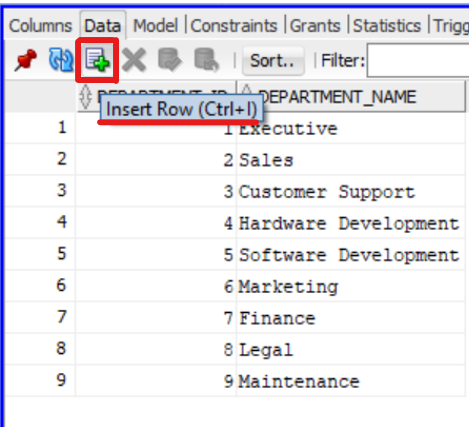 Columns Data Model |Constraints |Grants |Statistics |Trigg
Sort.. Filter:
DEPARTMENT_NAME
Insert Row (Ctrl+I)
1 1 Executive
2 2 Sales
3 3 Customer Support
4 4 Hardware Development
5 5 Software Development
6 6 Marketing
7 7 Finance
8 8 Legal
9 9 Maintenance